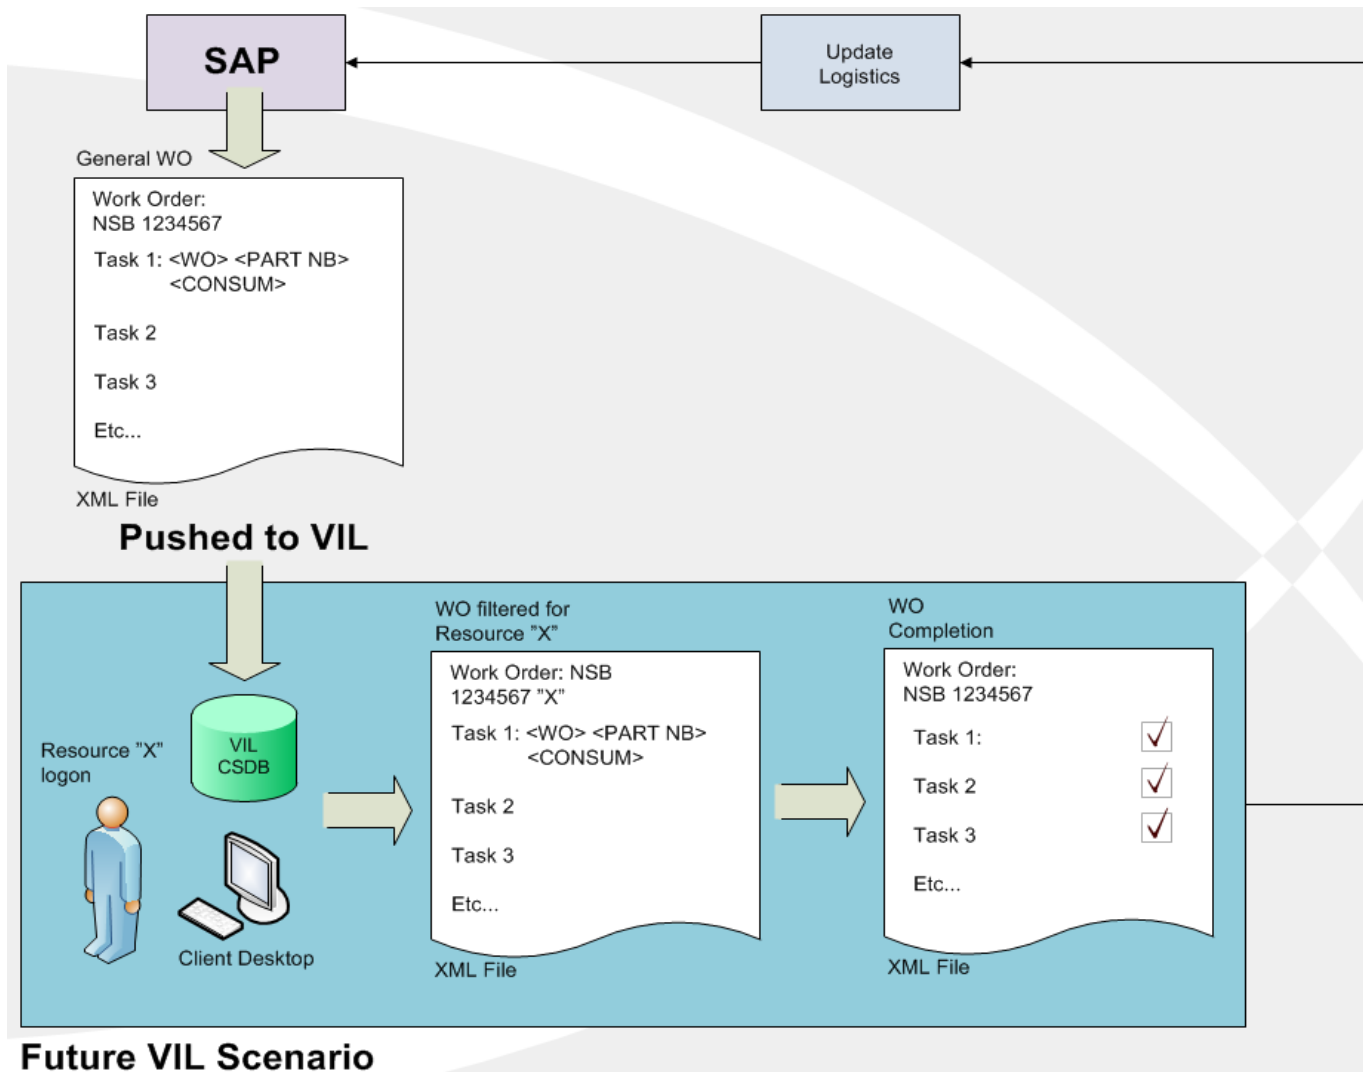 SAP
Update
Logistics
General WO
Work Order:
NSB 1234567
Task 1: <WO> <PART NB>
<CONSUM>
Task 2
Task 3
Etc...
XML File
Pushed to VIL
Resource ”X”
logon
VIL
CSDB
Client Desktop
WO filtered for
Resource ”X”
Work Order: NSB
1234567 ”X”
Task 1: <WO> <PART NB>
<CONSUM>
Task 2
Task 3
Etc...
XML File
WO
Completion
Work Order:
NSB 1234567
Task 1:
Task 2
Task 3
Etc...
XML File
Future VIL Scenario